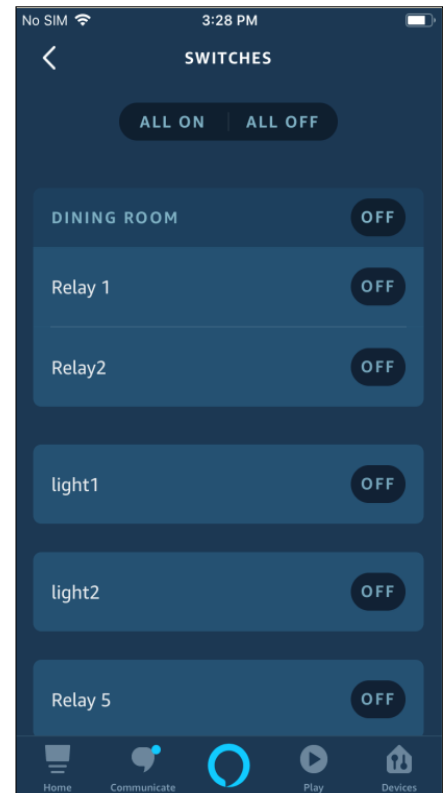 No SIM 3:28 PM
SWITCHES
ALL ON ALL OFF
DINING ROOM OFF
Relay 1 OFF
Relay2 OFF
light1 OFF
light2 OFF
Relay 5 OFF
Home Communicate Play Devices